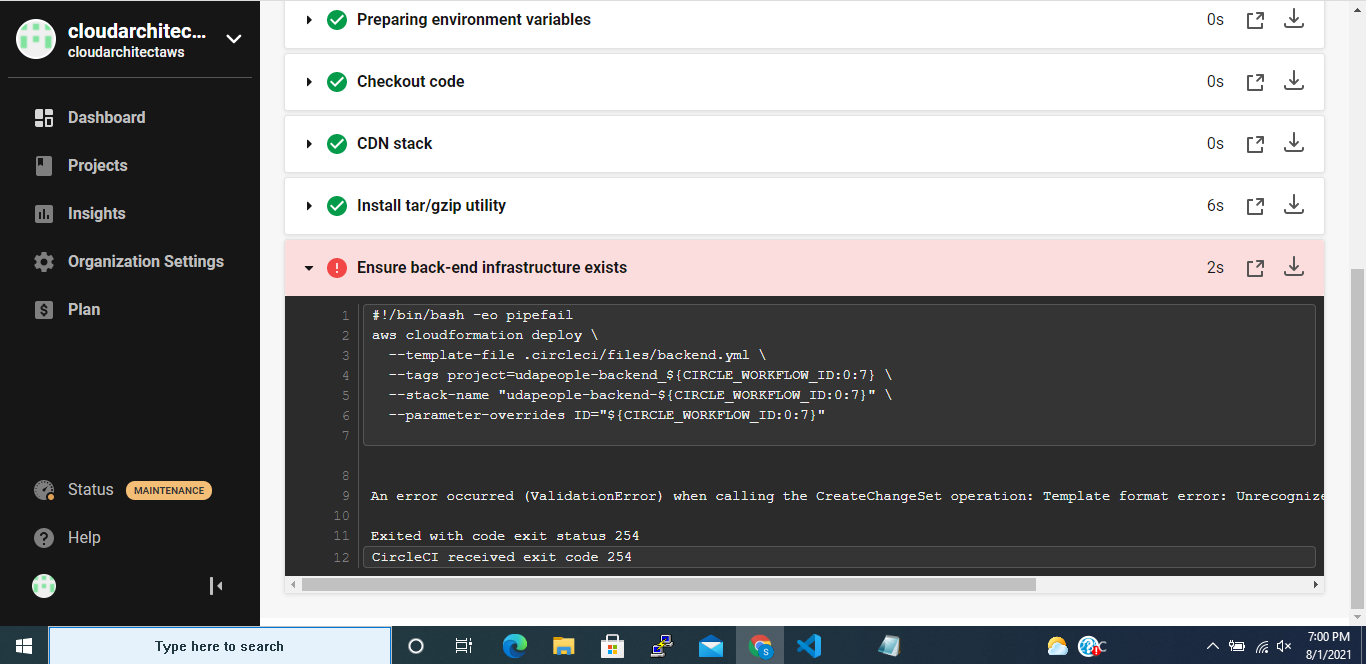 cloudarchitec...
cloudarchitectaws
Dashboard
Projects
Insights
Organization Settings
Plan
Status MAINTENANCE
Help
Preparing environment variables 0s
Checkout code 0s
CDN stack 0s
Install tar/gzip utility 6s
Ensure back-end infrastructure exists 2s
1 #!/bin/bash -eo pipefail
2 aws cloudformation deploy \
3 --template-file .circleci/files/backend.yml \
4 --tags project=udapeople-backend_${CIRCLE_WORKFLOW_ID:0:7} \
5 --stack-name "udapeople-backend-${CIRCLE_WORKFLOW_ID:0:7}" \
6 --parameter-overrides ID="${CIRCLE_WORKFLOW_ID:0:7}"
7
8
9 An error occurred (ValidationError) when calling the CreateChangeSet operation: Template format error: Unrecognize
10
11 Exited with code exit status 254
12 CircleCI received exit code 254
Type here to search
7:00 PM
8/1/2021